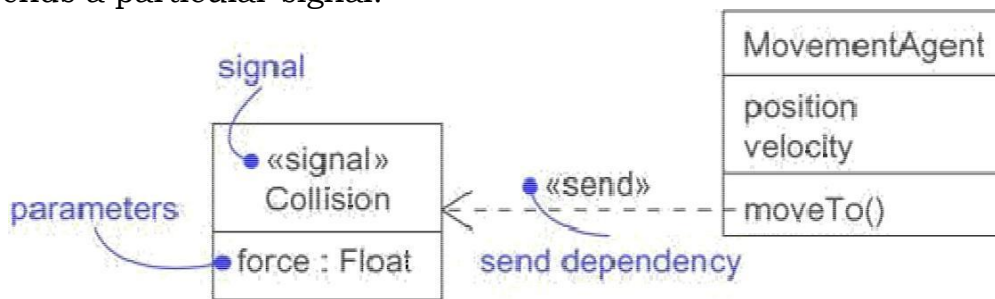 ends a particular signal.
signal
MovementAgent
position
velocity
moveTo()
«signal»
Collision
force : Float
«send»
parameters
send dependency